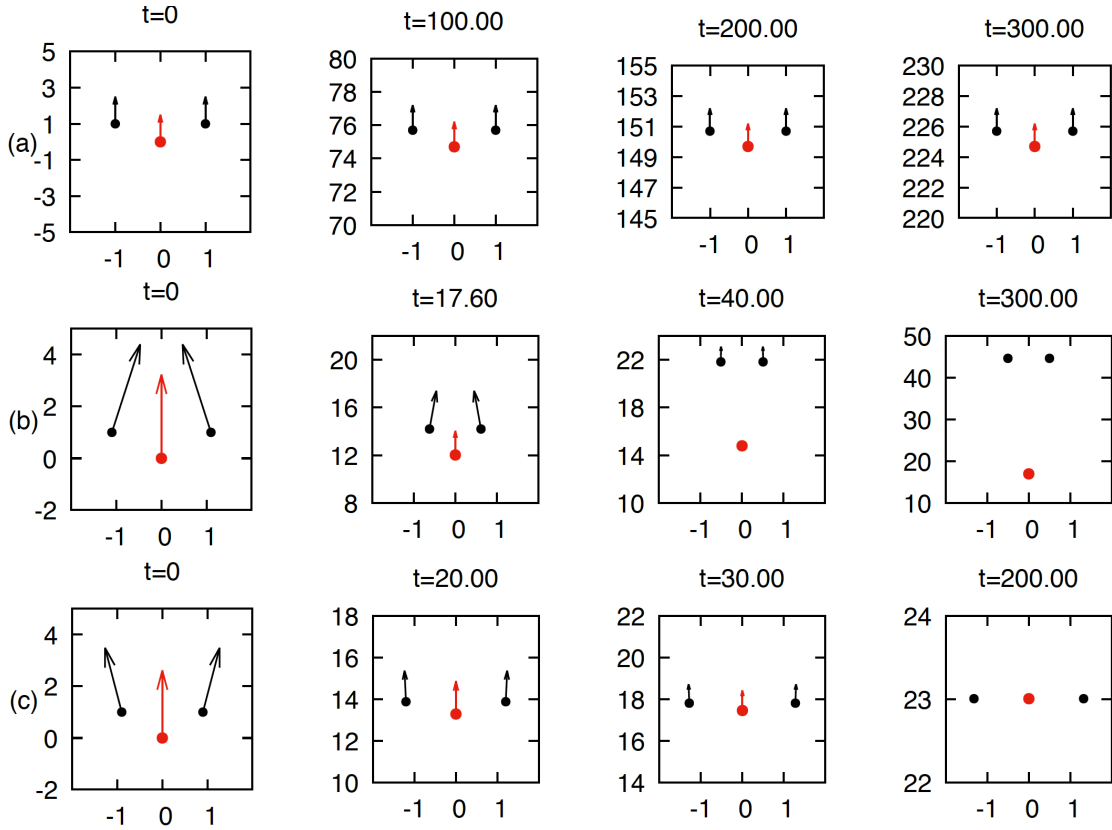 t=0 t=100.00 t=200.00 t=300.00
(a)
5 3 1 -1 -3 -5
-1 0 1
80 78 76 74 72 70
-1 0 1
155 153 151 149 147 145
-1 0 1
230 228 226 224 222 220
-1 0 1
t=0 t=17.60 t=40.00 t=300.00
(b)
4 2 0 -2
-1 0 1
20 16 12 8
-1 0 1
22 18 14 10
-1 0 1
50 40 30 20 10
-1 0 1
t=0 t=20.00 t=30.00 t=200.00
(c)
4 2 0 -2
-1 0 1
18 16 14 12 10
-1 0 1
22 20 18 16 14
-1 0 1
24 23 22
-1 0 1